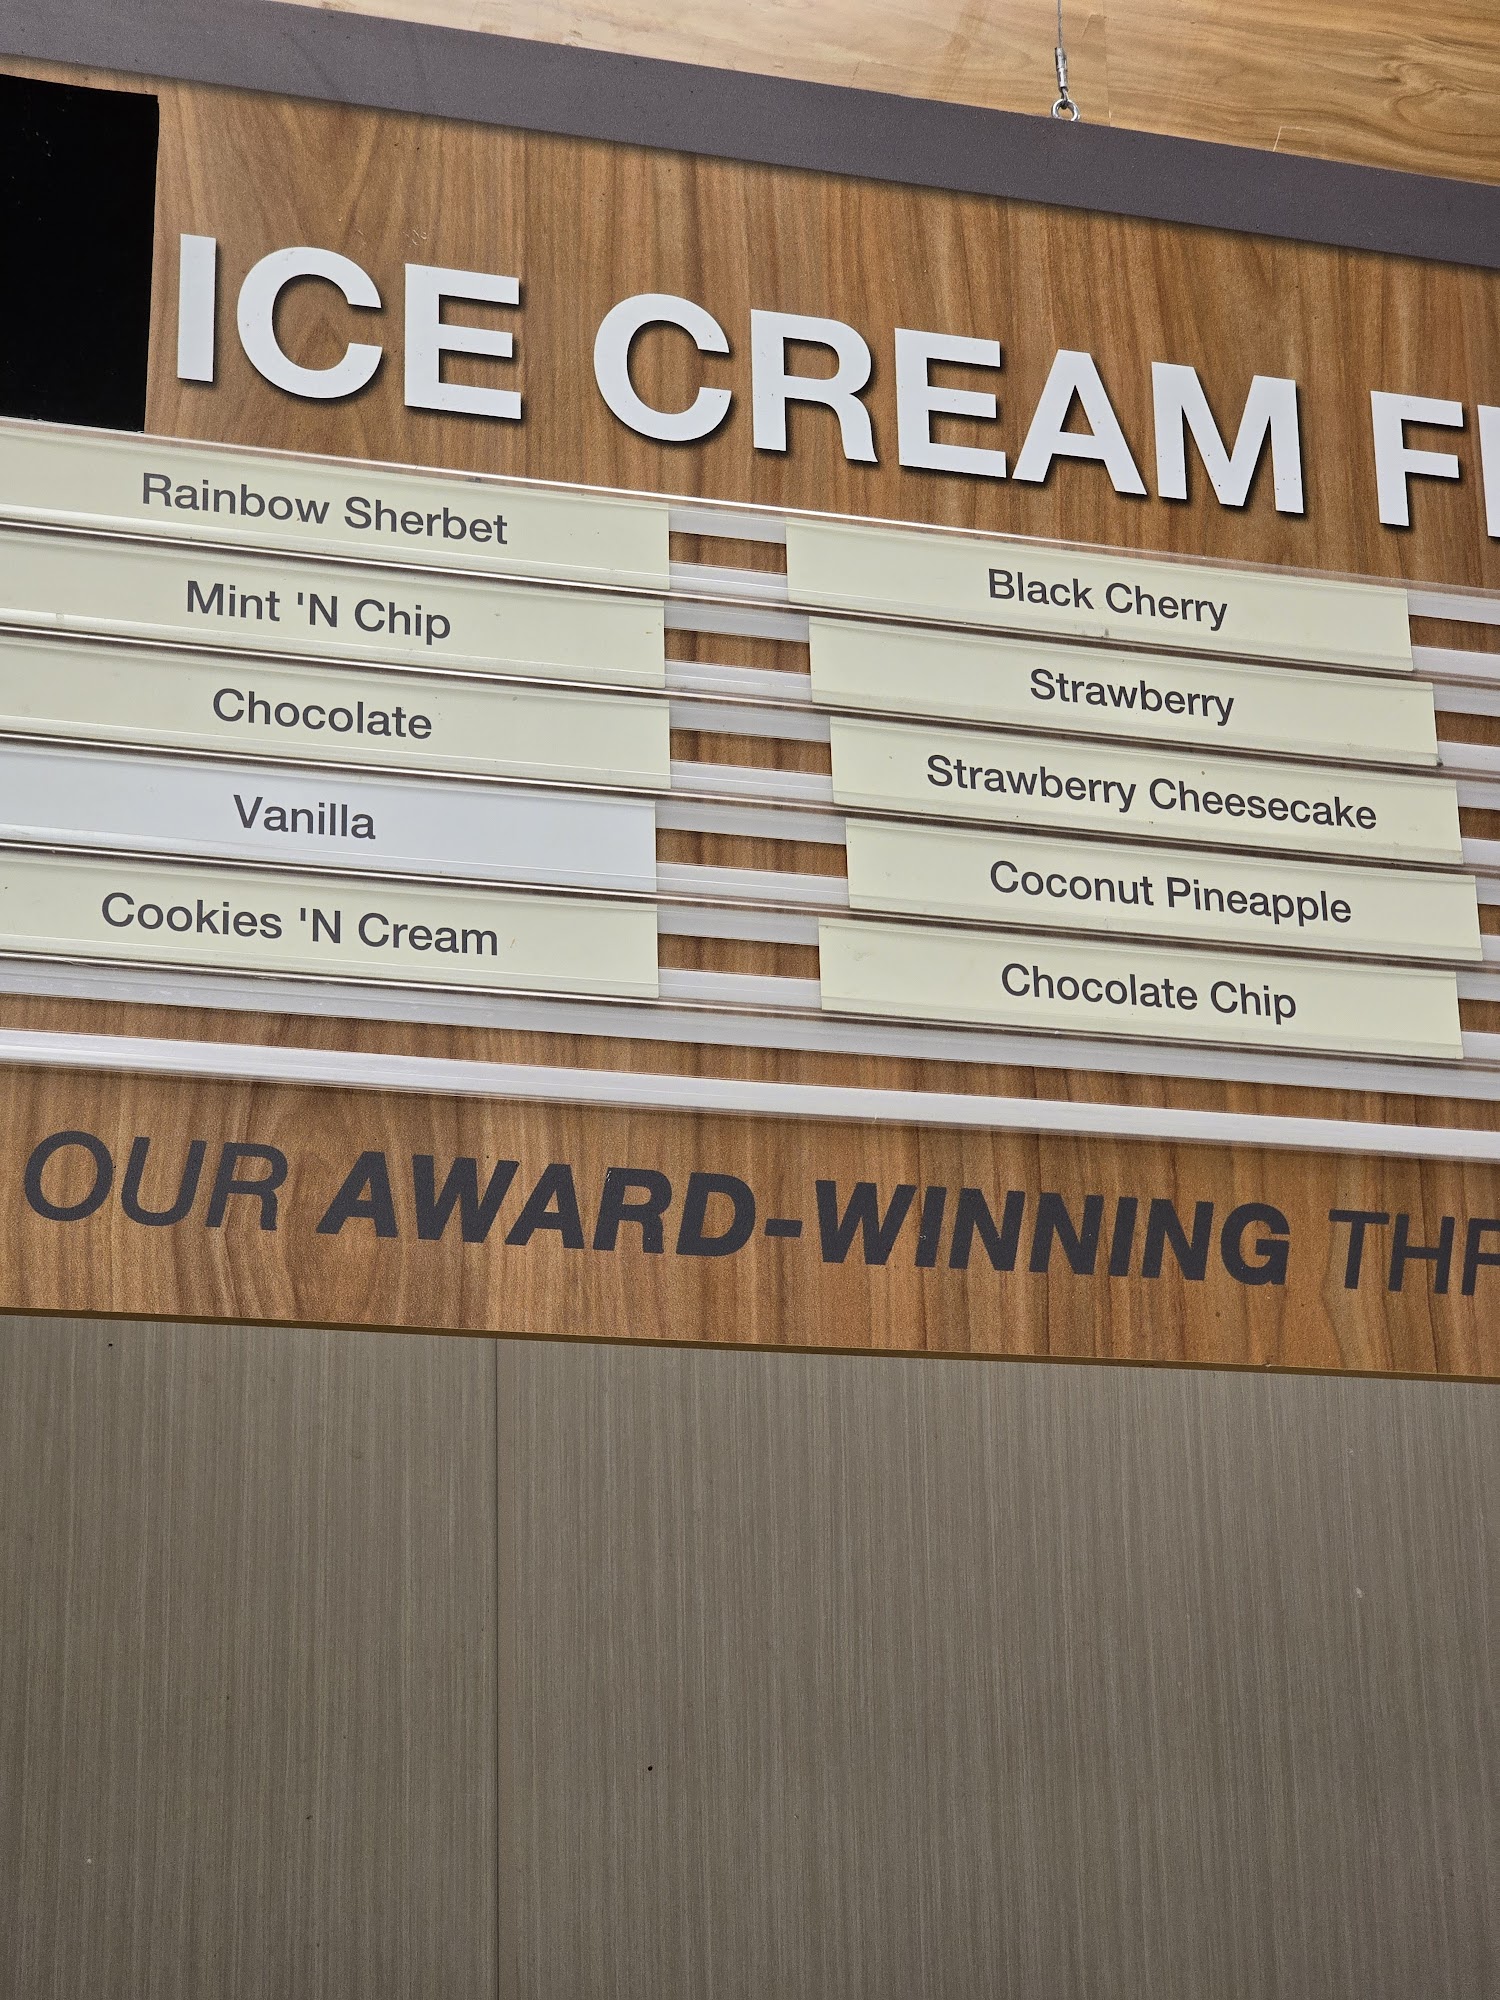 ICE CREAM
Rainbow Sherbet
Mint 'N Chip
Chocolate
Vanilla
Cookies 'N Cream
Black Cherry
Strawberry
Strawberry Cheesecake
Coconut Pineapple
Chocolate Chip
OUR AWARD-WINNING